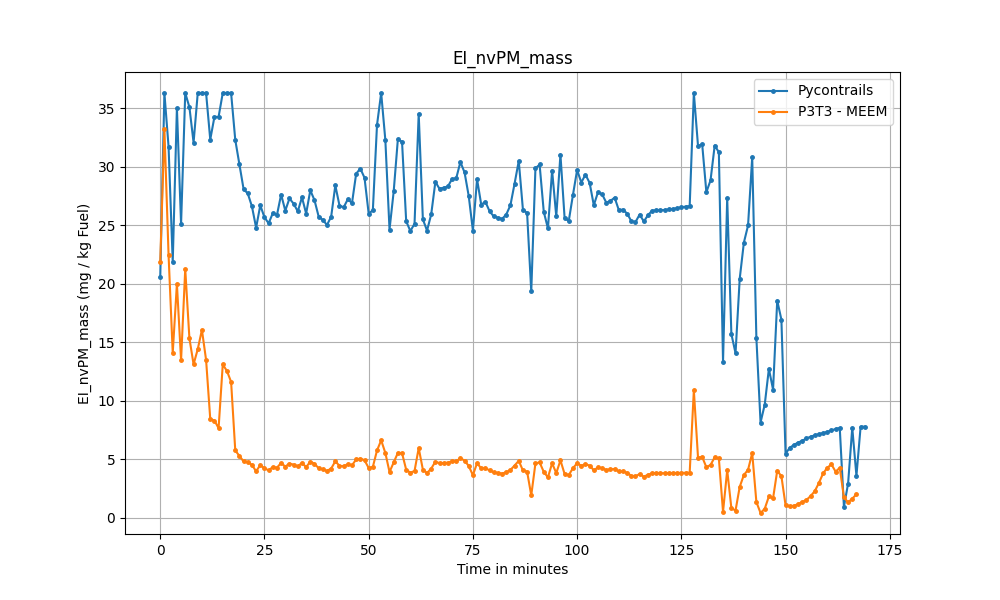 EI_nvPM_mass
Pycontrails
P3T3 - MEEM
EI_nvPM_mass (mg / kg Fuel)
35
30
25
20
15
10
5
0
0 25 50 75 100 125 150 175
Time in minutes